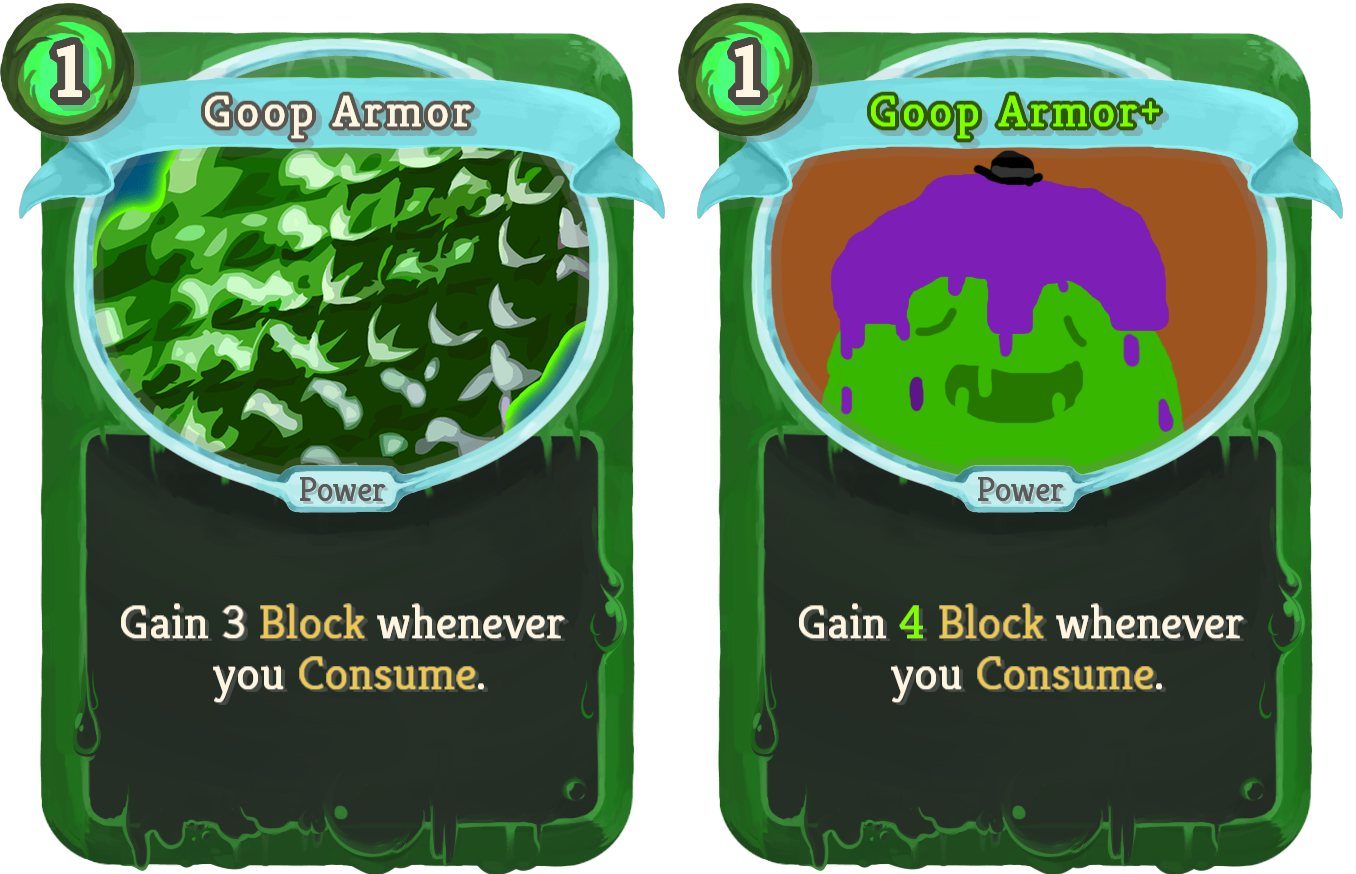 1
Goop Armor
Power
Gain 3 Block whenever
you Consume.
1
Goop Armor+
Power
Gain 4 Block whenever
you Consume.